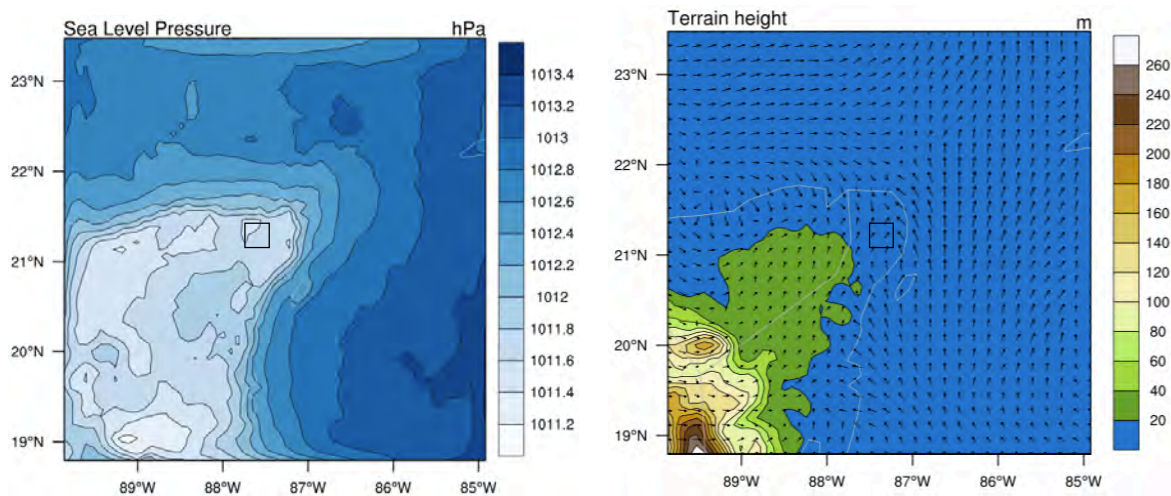 Sea Level Pressure hPa
23°N
22°N
21°N
20°N
19°N
89°W 88°W 87°W 86°W 85°W
1013.4
1013.2
1013
1012.8
1012.6
1012.4
1012.2
1012
1011.8
1011.6
1011.4
1011.2
Terrain height m
23°N
22°N
21°N
20°N
19°N
89°W 88°W 87°W 86°W 85°W
260
240
220
200
180
160
140
120
100
80
60
40
20